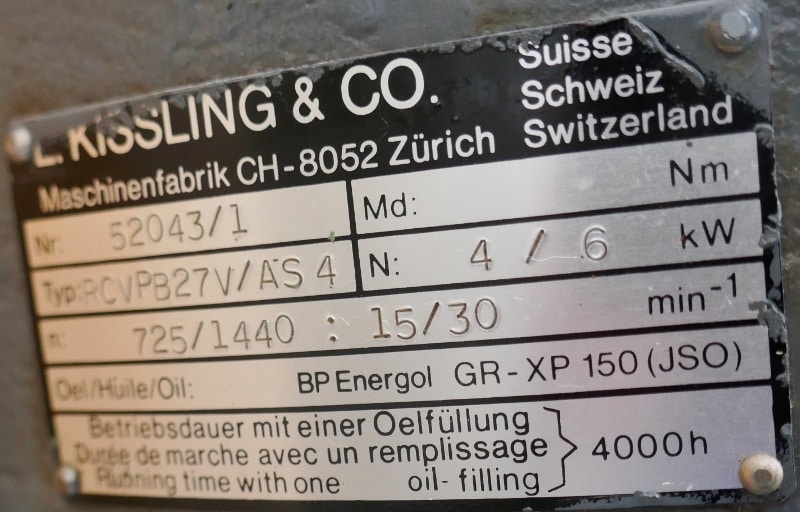 L. KISSLING & CO.
Maschinenfabrik CH-8052 Zürich
Suisse
Schweiz
Switzerland
Nr: 52043/1
Md: Nm
Typ: RCVPB27V/AS 4
N: 4 / 6 kW
n: 725/1440 : 15/30 min-1
Oel/Huile/Oil: BP Energol GR-XP 150 (JSO)
Betriebsdauer mit einer Oelfüllung
Durée de marche avec un remplissage
Running time with one oil-filling
} 4000h